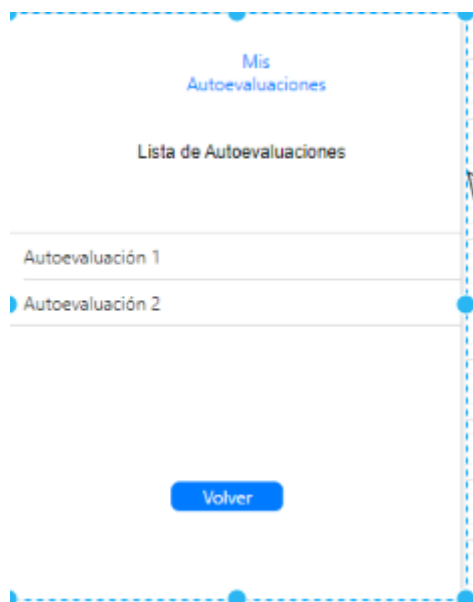 Mis
Autoevaluaciones
Lista de Autoevaluaciones
Autoevaluación 1
Autoevaluación 2
Volver